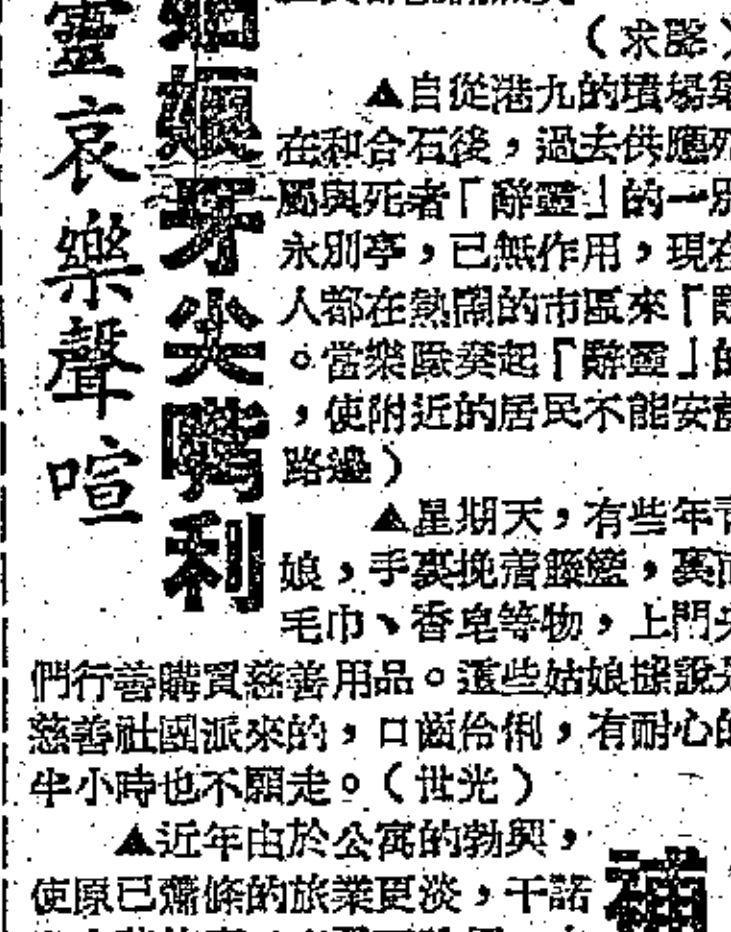 靈哀樂聲喧
姑娘牙尖嘴利
（求賢）
▲自從港九的墳場
在和合石後，過去供應死
屬與死者「辭靈」的一別
永別亭，已無作用，現在
人都在熱鬧的市區來「辭
。當樂隊奏起「辭靈」的
，使附近的居民不能安
路過）
▲星期天，有些年青
娘，手裏挽着籐籃，裏面
毛巾、香皂等物，上門
們行善購買慈善用品。這些姑娘據說是
慈善社團派來的，口齒伶俐，有耐心的
半小時也不願走。（世光）
▲近年由於公寓的勃興，
使原已蕭條的旅業更淡，干諾